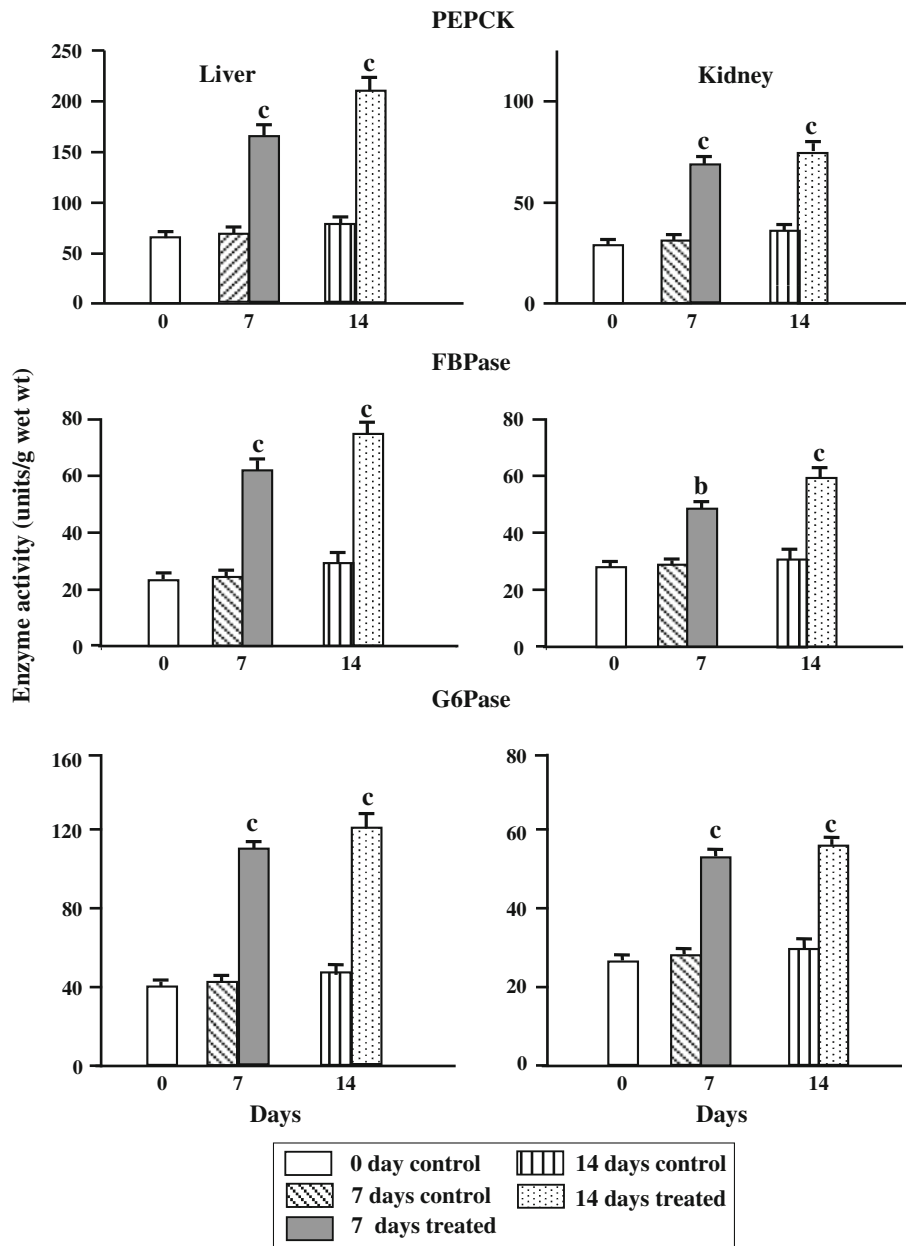 PEPCK
Liver
Kidney
250
200
150
100
50
0
c
c
0
7
14
100
50
0
c
c
0
7
14
Enzyme activity (units/g wet wt)
FBPase
80
60
40
20
0
c
c
0
7
14
80
60
40
20
0
b
c
0
7
14
G6Pase
160
120
80
40
0
c
c
0
7
14
Days
80
60
40
20
0
c
c
0
7
14
Days
0 day control
7 days control
7 days treated
14 days control
14 days treated